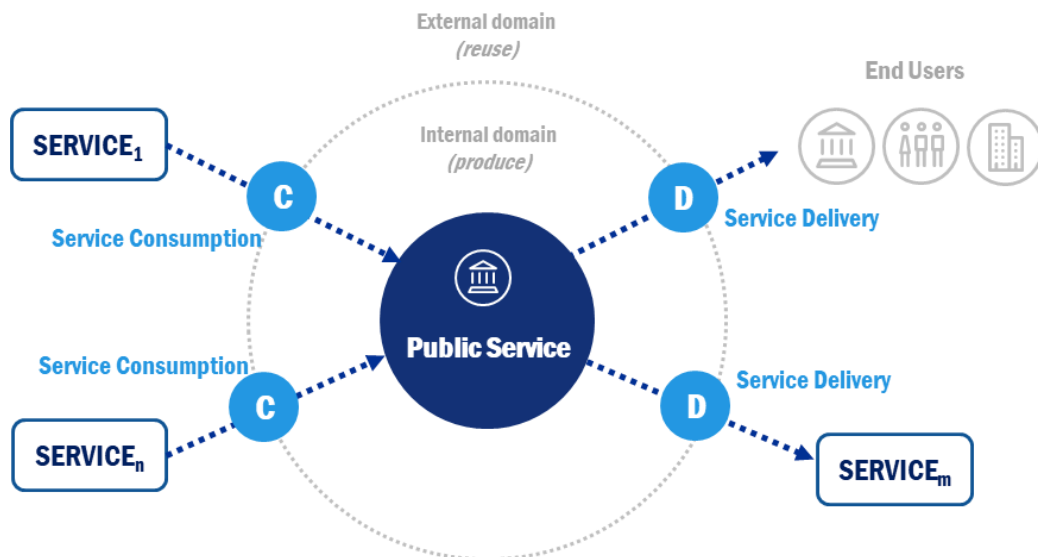 External domain
(reuse)
End Users
Internal domain
(produce)
SERVICE1
C
D
Service Consumption
Service Delivery
Public Service
Service Consumption
Service Delivery
C
D
SERVICEn
SERVICEm